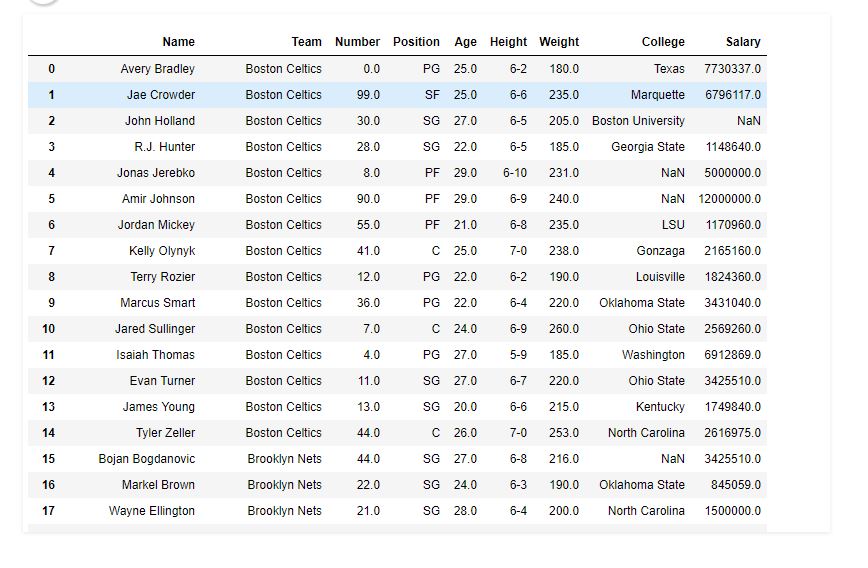 Name Team Number Position Age Height Weight College Salary
0 Avery Bradley Boston Celtics 0.0 PG 25.0 6-2 180.0 Texas 7730337.0
1 Jae Crowder Boston Celtics 99.0 SF 25.0 6-6 235.0 Marquette 6796117.0
2 John Holland Boston Celtics 30.0 SG 27.0 6-5 205.0 Boston University NaN
3 R.J. Hunter Boston Celtics 28.0 SG 22.0 6-5 185.0 Georgia State 1148640.0
4 Jonas Jerebko Boston Celtics 8.0 PF 29.0 6-10 231.0 NaN 5000000.0
5 Amir Johnson Boston Celtics 90.0 PF 29.0 6-9 240.0 NaN 12000000.0
6 Jordan Mickey Boston Celtics 55.0 PF 21.0 6-8 235.0 LSU 1170960.0
7 Kelly Olynyk Boston Celtics 41.0 C 25.0 7-0 238.0 Gonzaga 2165160.0
8 Terry Rozier Boston Celtics 12.0 PG 22.0 6-2 190.0 Louisville 1824360.0
9 Marcus Smart Boston Celtics 36.0 PG 22.0 6-4 220.0 Oklahoma State 3431040.0
10 Jared Sullinger Boston Celtics 7.0 C 24.0 6-9 260.0 Ohio State 2569260.0
11 Isaiah Thomas Boston Celtics 4.0 PG 27.0 5-9 185.0 Washington 6912869.0
12 Evan Turner Boston Celtics 11.0 SG 27.0 6-7 220.0 Ohio State 3425510.0
13 James Young Boston Celtics 13.0 SG 20.0 6-6 215.0 Kentucky 1749840.0
14 Tyler Zeller Boston Celtics 44.0 C 26.0 7-0 253.0 North Carolina 2616975.0
15 Bojan Bogdanovic Brooklyn Nets 44.0 SG 27.0 6-8 216.0 NaN 3425510.0
16 Markel Brown Brooklyn Nets 22.0 SG 24.0 6-3 190.0 Oklahoma State 845059.0
17 Wayne Ellington Brooklyn Nets 21.0 SG 28.0 6-4 200.0 North Carolina 1500000.0